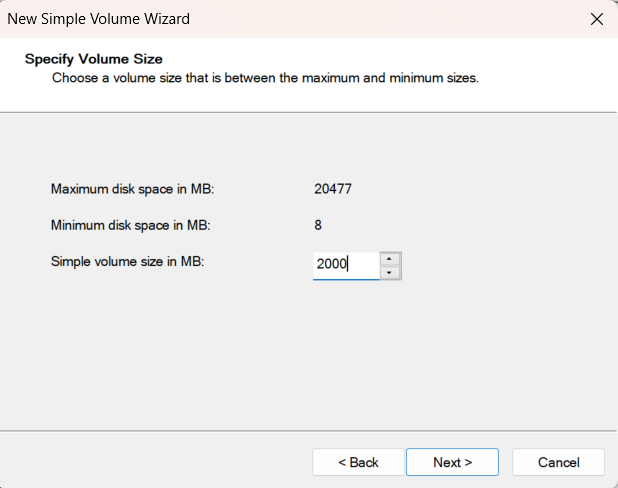 New Simple Volume Wizard
Specify Volume Size
Choose a volume size that is between the maximum and minimum sizes.
Maximum disk space in MB: 20477
Minimum disk space in MB: 8
Simple volume size in MB: 2000
< Back Next > Cancel